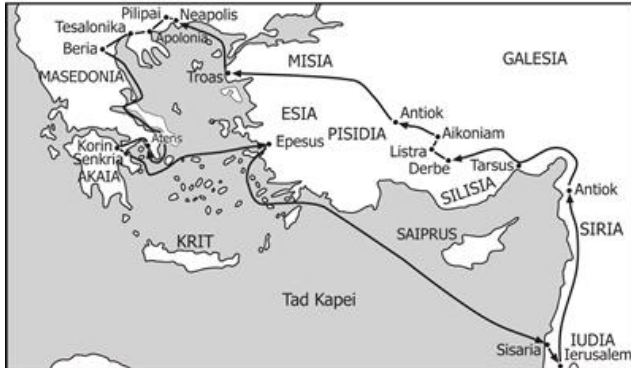 Pilipai
Neapolis
Tesalonika
Apolonia
Beria
MASEDONIA
Troas
MISIA
GALESIA
ESIA
Antiok
PISIDIA
Aikoniam
Korin
Atens
Epesus
Listra
Senkria
Derbe
Tarsus
AKAIA
SILISIA
Antiok
KRIT
SAIPRUS
SIRIA
Tad Kapei
Sisaria
IUDIA
Ierusalem